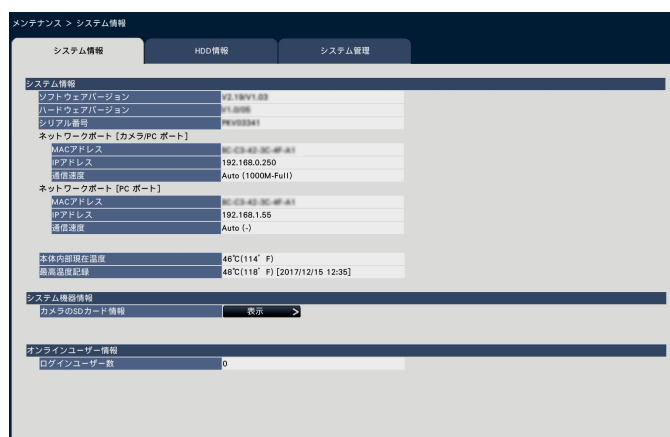 メンテナンス > システム情報
システム情報 HDD情報 システム管理
システム情報
ソフトウェアバージョン
ハードウェアバージョン
シリアル番号
ネットワークポート [カメラ/PC ポート]
MACアドレス
IPアドレス 192.168.0.250
通信速度 Auto (1000M-Full)
ネットワークポート [PC ポート]
MACアドレス
IPアドレス 192.168.1.55
通信速度 Auto (-)
本体内部現在温度 46℃(114゜F)
最高温度記録 48℃(118゜F) [2017/12/15 12:35]
システム機器情報
カメラのSDカード情報 表示 >
オンラインユーザー情報
ログインユーザー数 0